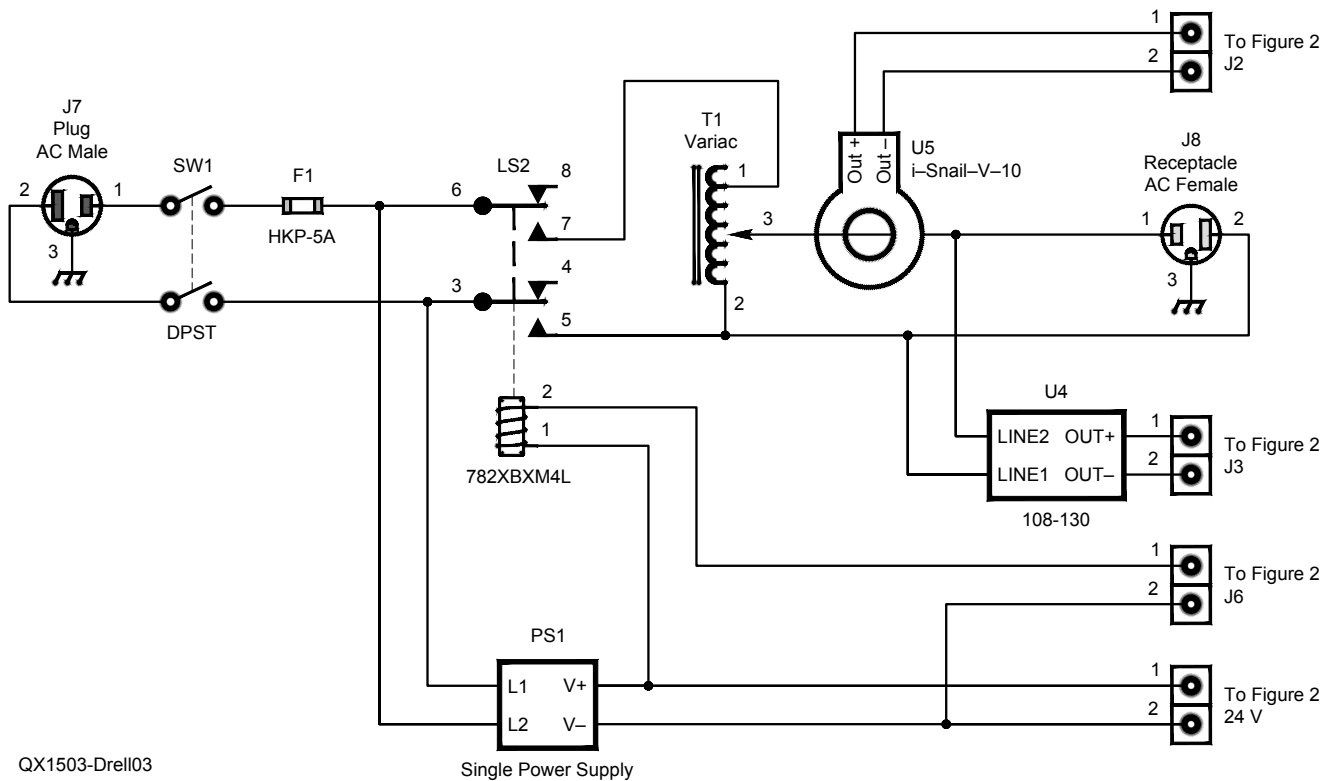 1
To Figure 2
2
J2
J7
Plug
AC Male
SW1
F1
LS2
T1
Variac
Out +
Out –
U5
i–Snail–V–10
J8
Receptacle
AC Female
2
1
3
HKP-5A
DPST
6
8
7
3
4
5
1
3
2
1
2
3
2
1
782XBXM4L
U4
LINE2 OUT+
LINE1 OUT–
108-130
1
To Figure 2
2
J3
1
To Figure 2
2
J6
PS1
L1 V+
L2 V–
Single Power Supply
1
To Figure 2
2
24 V
QX1503-Drell03